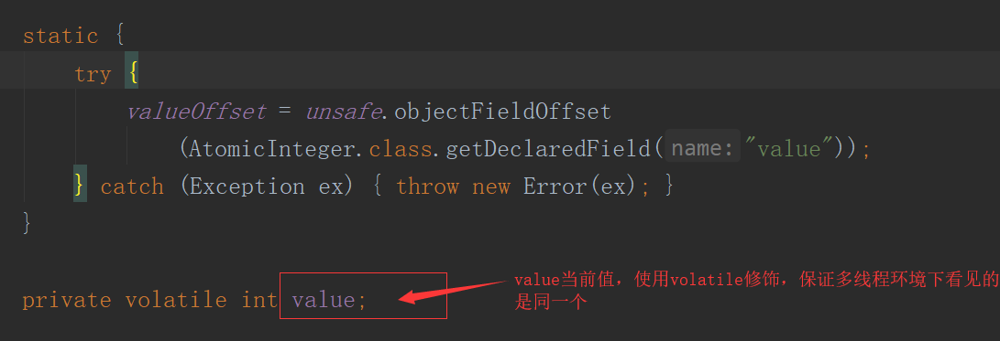 static {
try {
valueOffset = unsafe.objectFieldOffset
(AtomicInteger.class.getDeclaredField( name: "value"));
} catch (Exception ex) { throw new Error(ex); }
}
private volatile int value;
value当前值，使用volatile修饰，保证多线程环境下看见的
是同一个